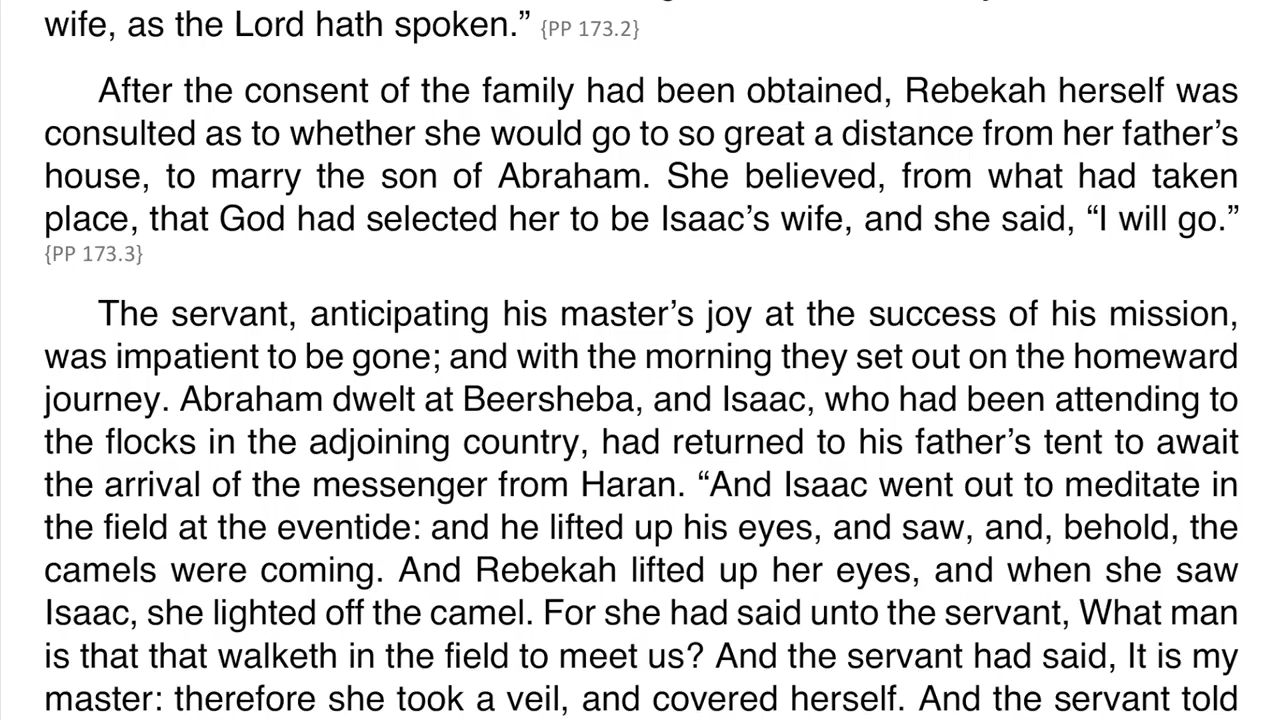 wife, as the Lord hath spoken.” {PP 173.2}
After the consent of the family had been obtained, Rebekah herself was
consulted as to whether she would go to so great a distance from her father’s
house, to marry the son of Abraham. She believed, from what had taken
place, that God had selected her to be Isaac’s wife, and she said, “I will go.”
{PP 173.3}
The servant, anticipating his master’s joy at the success of his mission,
was impatient to be gone; and with the morning they set out on the homeward
journey. Abraham dwelt at Beersheba, and Isaac, who had been attending to
the flocks in the adjoining country, had returned to his father’s tent to await
the arrival of the messenger from Haran. “And Isaac went out to meditate in
the field at the eventide: and he lifted up his eyes, and saw, and, behold, the
camels were coming. And Rebekah lifted up her eyes, and when she saw
Isaac, she lighted off the camel. For she had said unto the servant, What man
is that that walketh in the field to meet us? And the servant had said, It is my
master: therefore she took a veil, and covered herself. And the servant told